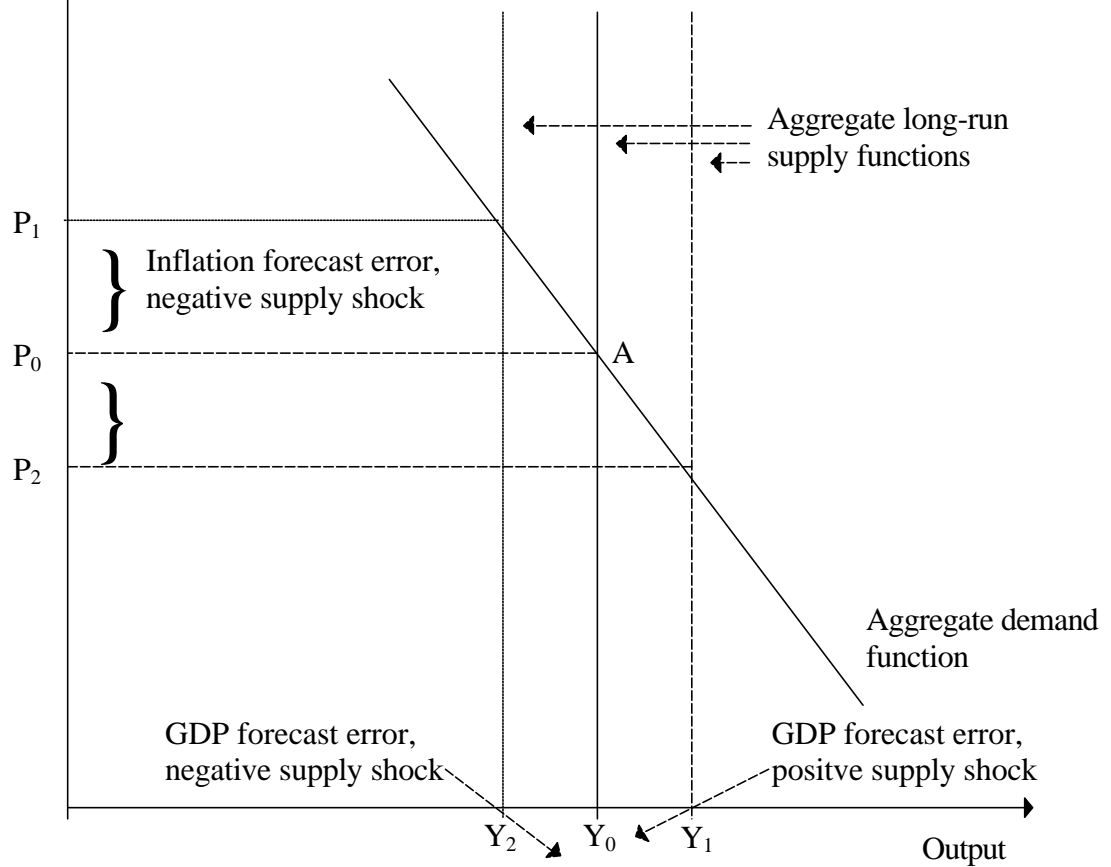 Aggregate long-run
supply functions
P1
Inflation forecast error,
negative supply shock
P0
A
}
}
P2
Aggregate demand
function
GDP forecast error,
negative supply shock
GDP forecast error,
positve supply shock
Y2
Y0
Y1
Output